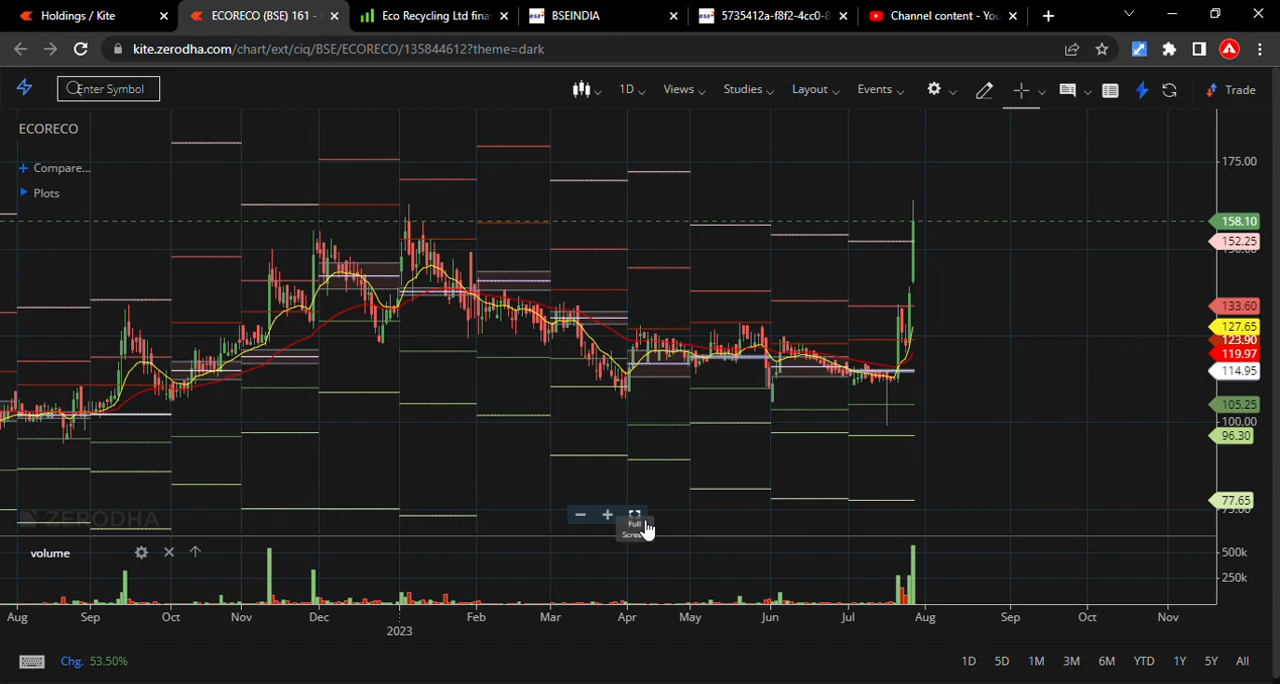 Holdings / Kite
ECORECO (BSE) 161 -
Eco Recycling Ltd fina
BSEINDIA
5735412a-f8f2-4cc0-8
Channel content - You
kite.zerodha.com/chart/ext/ciq/BSE/ECORECO/135844612?theme=dark
Enter Symbol
1D
Views
Studies
Layout
Events
Trade
ECORECO
Compare...
Plots
175.00
158.10
152.25
133.60
127.65
123.90
119.97
114.95
105.25
100.00
96.30
77.65
ZERODHA
Full
Screen
volume
500k
250k
Aug Sep Oct Nov Dec 2023 Feb Mar Apr May Jun Jul Aug Sep Oct Nov
Chg. 53.50%
1D 5D 1M 3M 6M YTD 1Y 5Y All